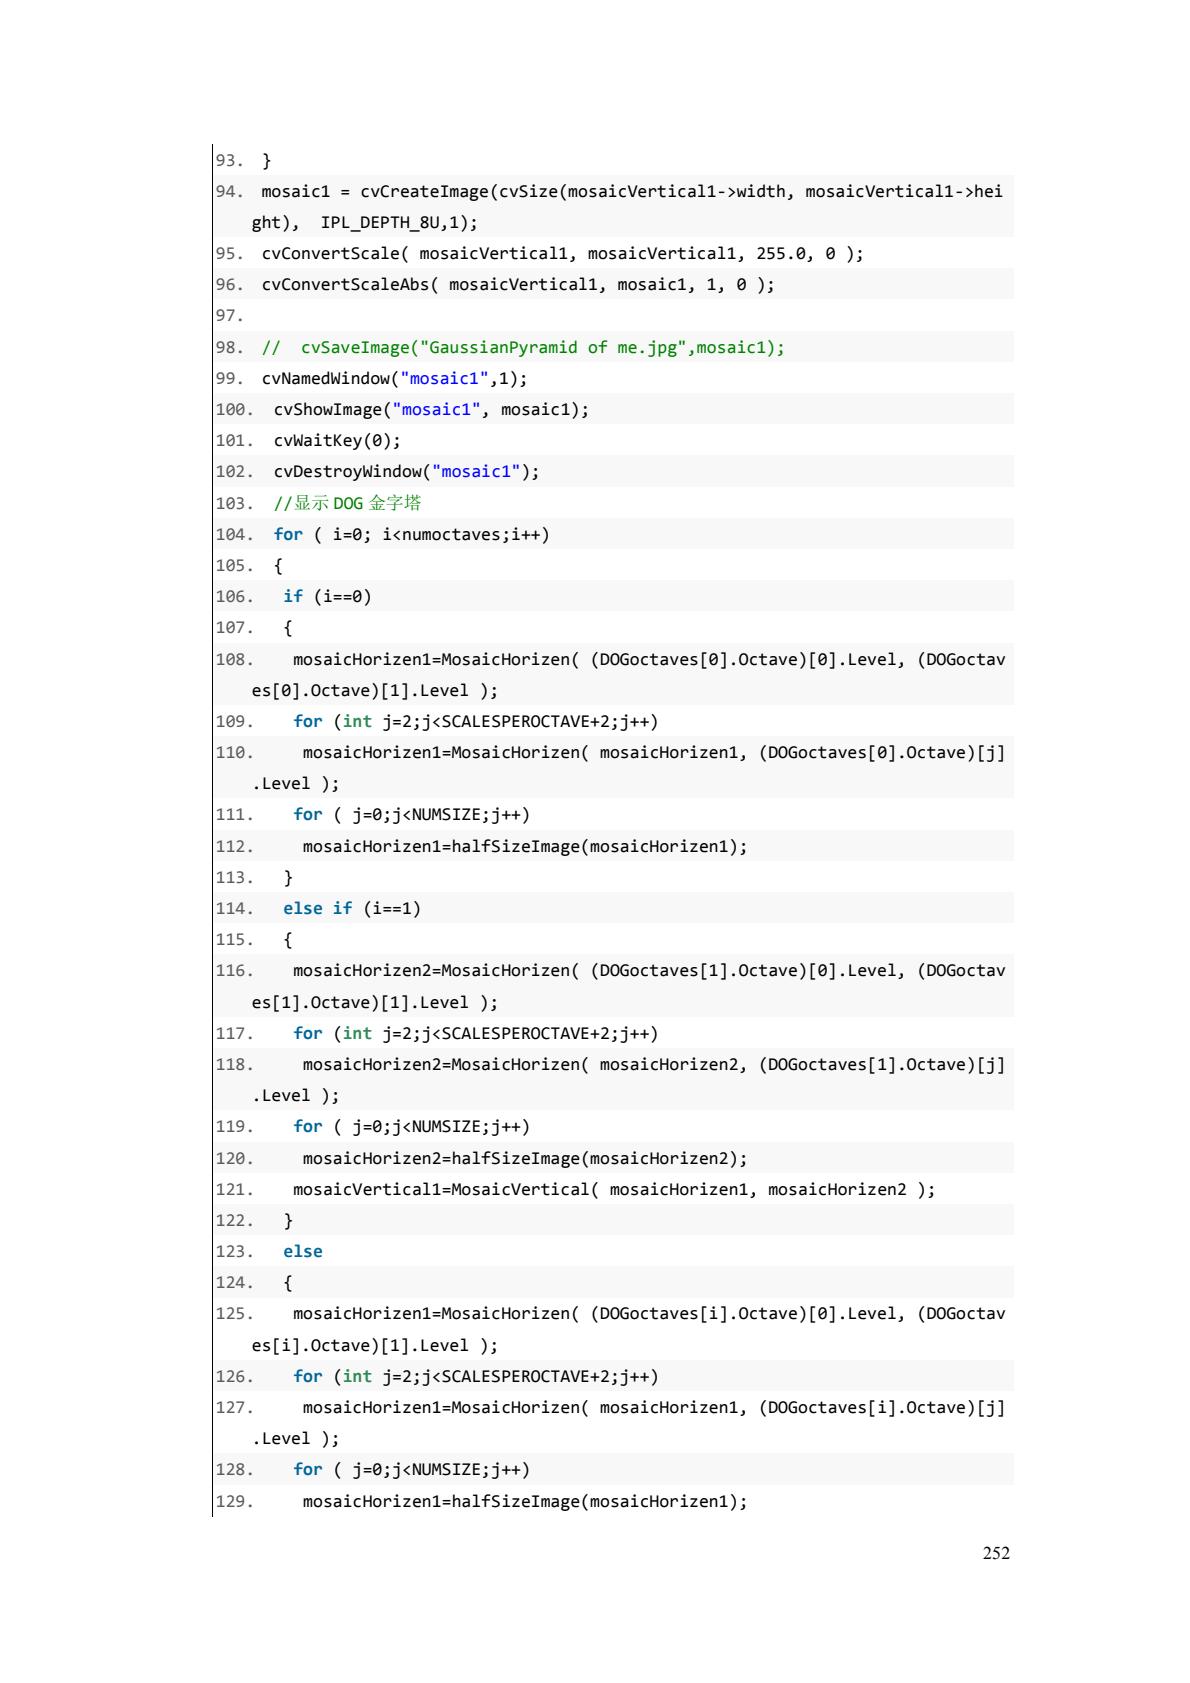 93. }
94. mosaic1 = cvCreateImage(cvSize(mosaicVertical1->width, mosaicVertical1->hei
ght),  IPL_DEPTH_8U,1);
95. cvConvertScale( mosaicVertical1, mosaicVertical1, 255.0, 0 );
96. cvConvertScaleAbs( mosaicVertical1, mosaic1, 1, 0 );
97.
98. //  cvSaveImage("GaussianPyramid of me.jpg",mosaic1);
99. cvNamedWindow("mosaic1",1);
100. cvShowImage("mosaic1", mosaic1);
101. cvWaitKey(0);
102. cvDestroyWindow("mosaic1");
103. //显示 DOG 金字塔
104. for ( i=0; i<numoctaves;i++)
105. {
106.  if (i==0)
107.  {
108.   mosaicHorizen1=MosaicHorizen( (DOGoctaves[0].Octave)[0].Level, (DOGoctav
es[0].Octave)[1].Level );
109.   for (int j=2;j<SCALESPEROCTAVE+2;j++)
110.    mosaicHorizen1=MosaicHorizen( mosaicHorizen1, (DOGoctaves[0].Octave)[j]
.Level );
111.   for ( j=0;j<NUMSIZE;j++)
112.    mosaicHorizen1=halfSizeImage(mosaicHorizen1);
113.  }
114.  else if (i==1)
115.  {
116.   mosaicHorizen2=MosaicHorizen( (DOGoctaves[1].Octave)[0].Level, (DOGoctav
es[1].Octave)[1].Level );
117.   for (int j=2;j<SCALESPEROCTAVE+2;j++)
118.    mosaicHorizen2=MosaicHorizen( mosaicHorizen2, (DOGoctaves[1].Octave)[j]
.Level );
119.   for ( j=0;j<NUMSIZE;j++)
120.    mosaicHorizen2=halfSizeImage(mosaicHorizen2);
121.   mosaicVertical1=MosaicVertical( mosaicHorizen1, mosaicHorizen2 );
122.  }
123.  else
124.  {
125.   mosaicHorizen1=MosaicHorizen( (DOGoctaves[i].Octave)[0].Level, (DOGoctav
es[i].Octave)[1].Level );
126.   for (int j=2;j<SCALESPEROCTAVE+2;j++)
127.    mosaicHorizen1=MosaicHorizen( mosaicHorizen1, (DOGoctaves[i].Octave)[j]
.Level );
128.   for ( j=0;j<NUMSIZE;j++)
129.    mosaicHorizen1=halfSizeImage(mosaicHorizen1);
252